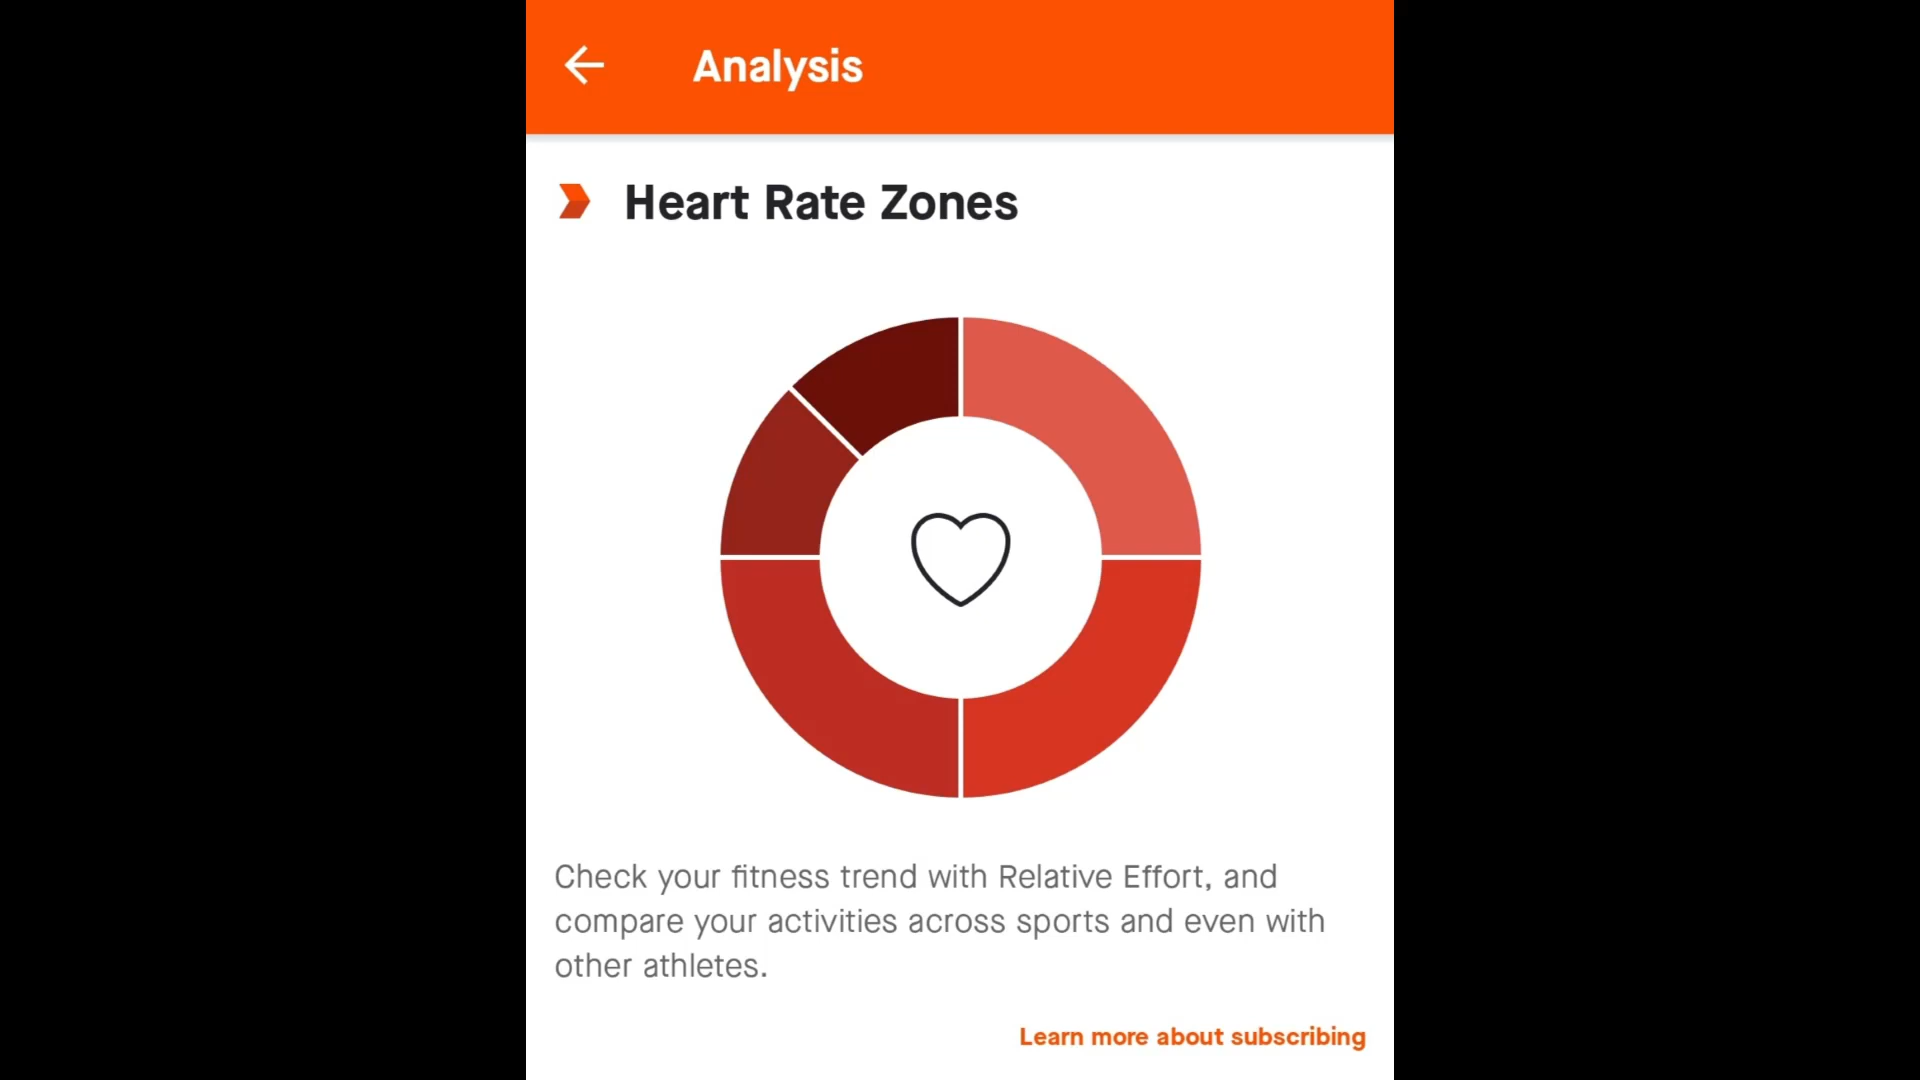 Analysis
Heart Rate Zones
Check your fitness trend with Relative Effort, and
compare your activities across sports and even with
other athletes.
Learn more about subscribing